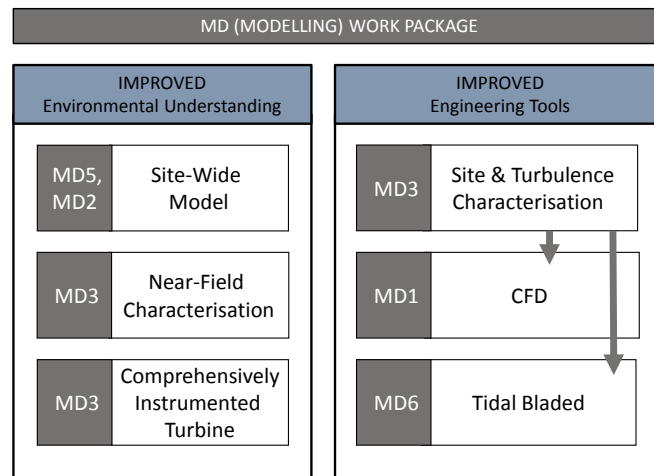 MD (MODELLING) WORK PACKAGE
IMPROVED
Environmental Understanding
MD5,
MD2
Site-Wide
Model
MD3
Near-Field
Characterisation
MD3
Comprehensively
Instrumented
Turbine
IMPROVED
Engineering Tools
MD3
Site & Turbulence
Characterisation
MD1
CFD
MD6
Tidal Bladed